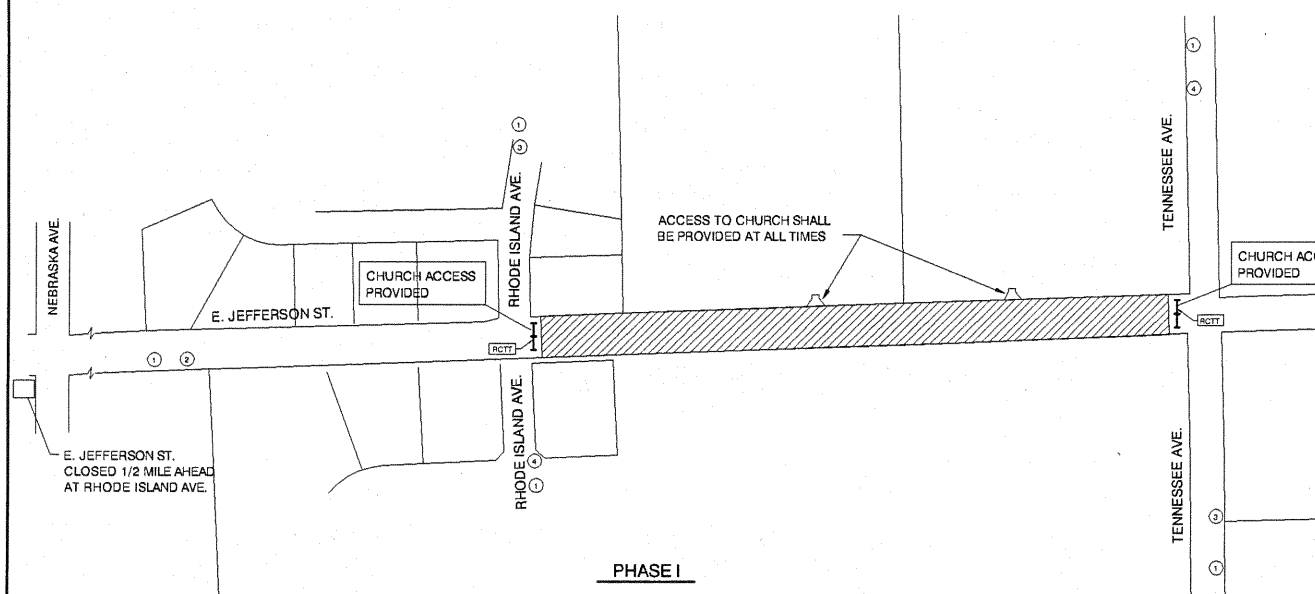 NEBRASKA AVE.
E. JEFFERSON ST.
1
2
E. JEFFERSON ST.
CLOSED 1/2 MILE AHEAD
AT RHODE ISLAND AVE.
1
3
RHODE ISLAND AVE.
CHURCH ACCESS
PROVIDED
RCTT
RHODE ISLAND AVE.
4
1
ACCESS TO CHURCH SHALL
BE PROVIDED AT ALL TIMES
1
4
TENNESSEE AVE.
CHURCH ACC
PROVIDED
RCTT
TENNESSEE AVE.
3
1
PHASE I